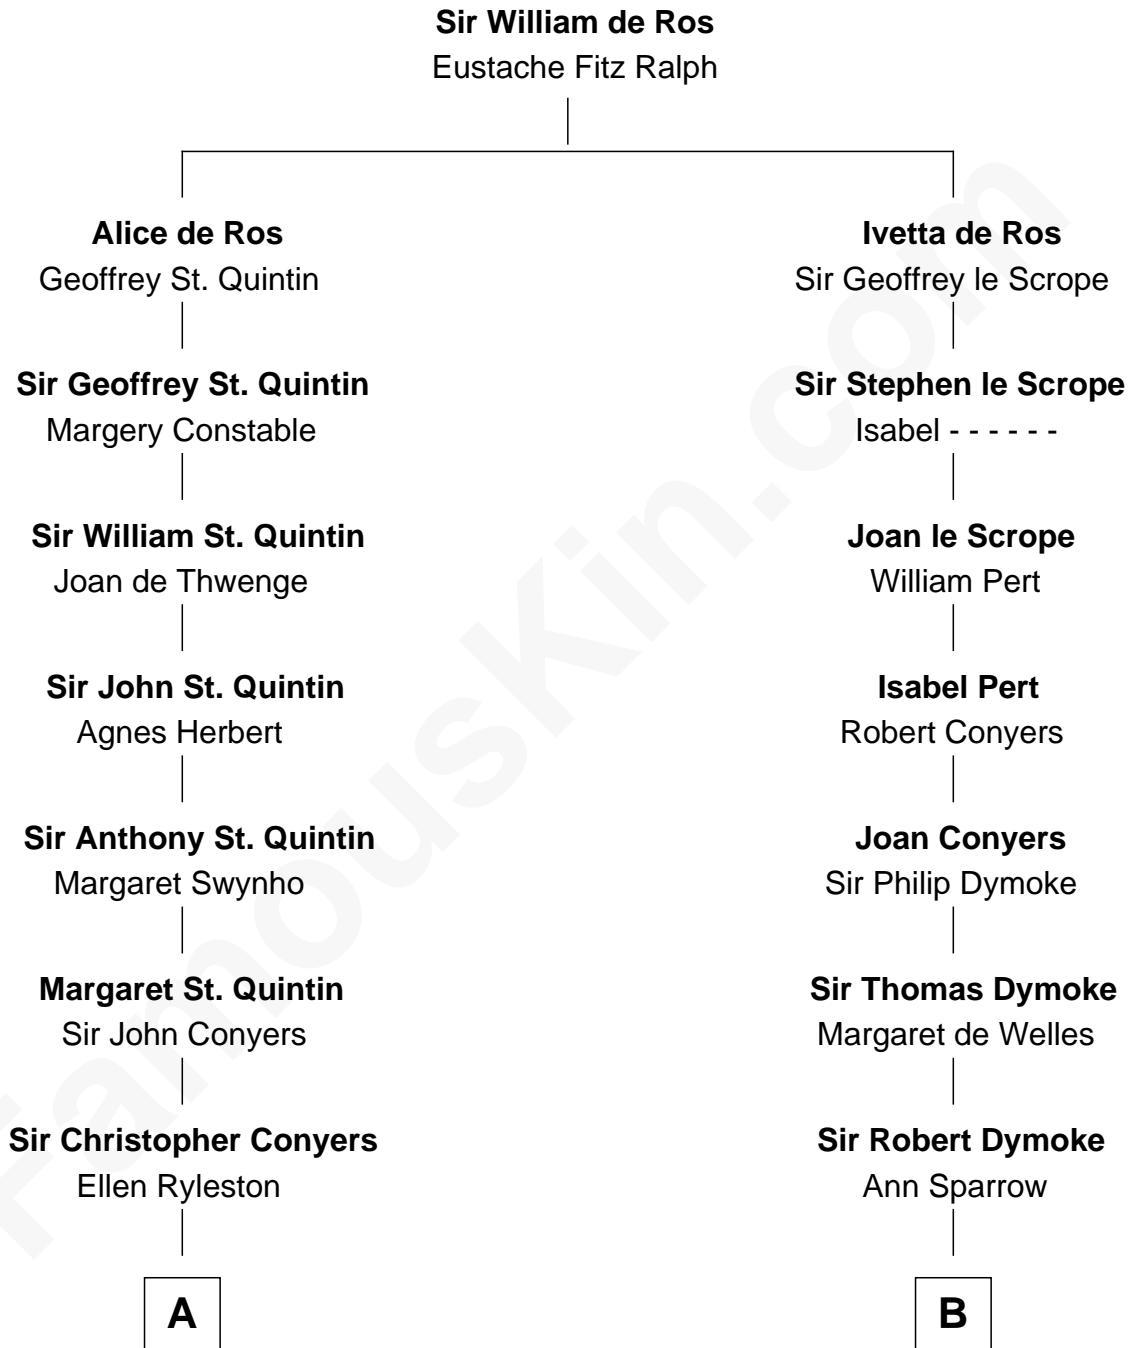 Sir William de Ros
Eustache Fitz Ralph
Alice de Ros
Geoffrey St. Quintin
Ivetta de Ros
Sir Geoffrey le Scrope
Sir Geoffrey St. Quintin
Margery Constable
Sir Stephen le Scrope
Isabel - - - - - -
Sir William St. Quintin
Joan de Thwenge
Joan le Scrope
William Pert
Sir John St. Quintin
Agnes Herbert
Isabel Pert
Robert Conyers
Sir Anthony St. Quintin
Margaret Swynho
Joan Conyers
Sir Philip Dymoke
Margaret St. Quintin
Sir John Conyers
Sir Thomas Dymoke
Margaret de Welles
Sir Christopher Conyers
Ellen Ryleston
Sir Robert Dymoke
Ann Sparrow
A
B
FamousKin.com